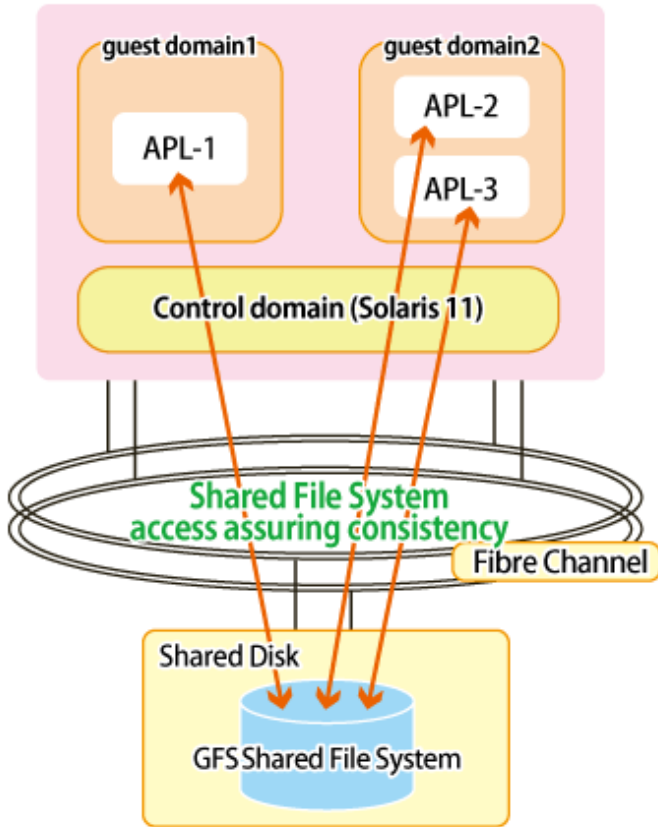 guest domain1
guest domain2
APL-1
APL-2
APL-3
Control domain (Solaris 11)
Shared File System
access assuring consistency
Fibre Channel
Shared Disk
GFS Shared File System